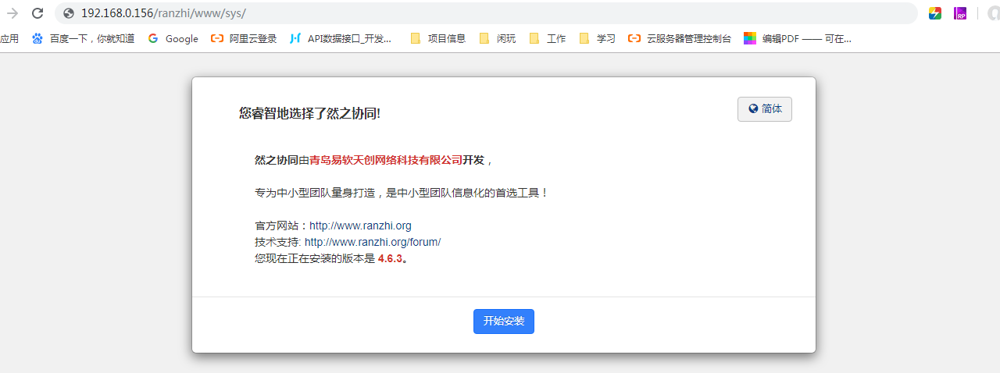 192.168.0.156/ranzhi/www/sys/
RP
应用 百度一下，你就知道 Google 阿里云登录 API数据接口_开发... 项目信息 闲玩 工作 学习 云服务器管理控制台 编辑PDF —— 可在...
您睿智地选择了然之协同!
简体
然之协同由青岛易软天创网络科技有限公司开发，
专为中小型团队量身打造，是中小型团队信息化的首选工具！
官方网站：http://www.ranzhi.org
技术支持: http://www.ranzhi.org/forum/
您现在正在安装的版本是 4.6.3。
开始安装